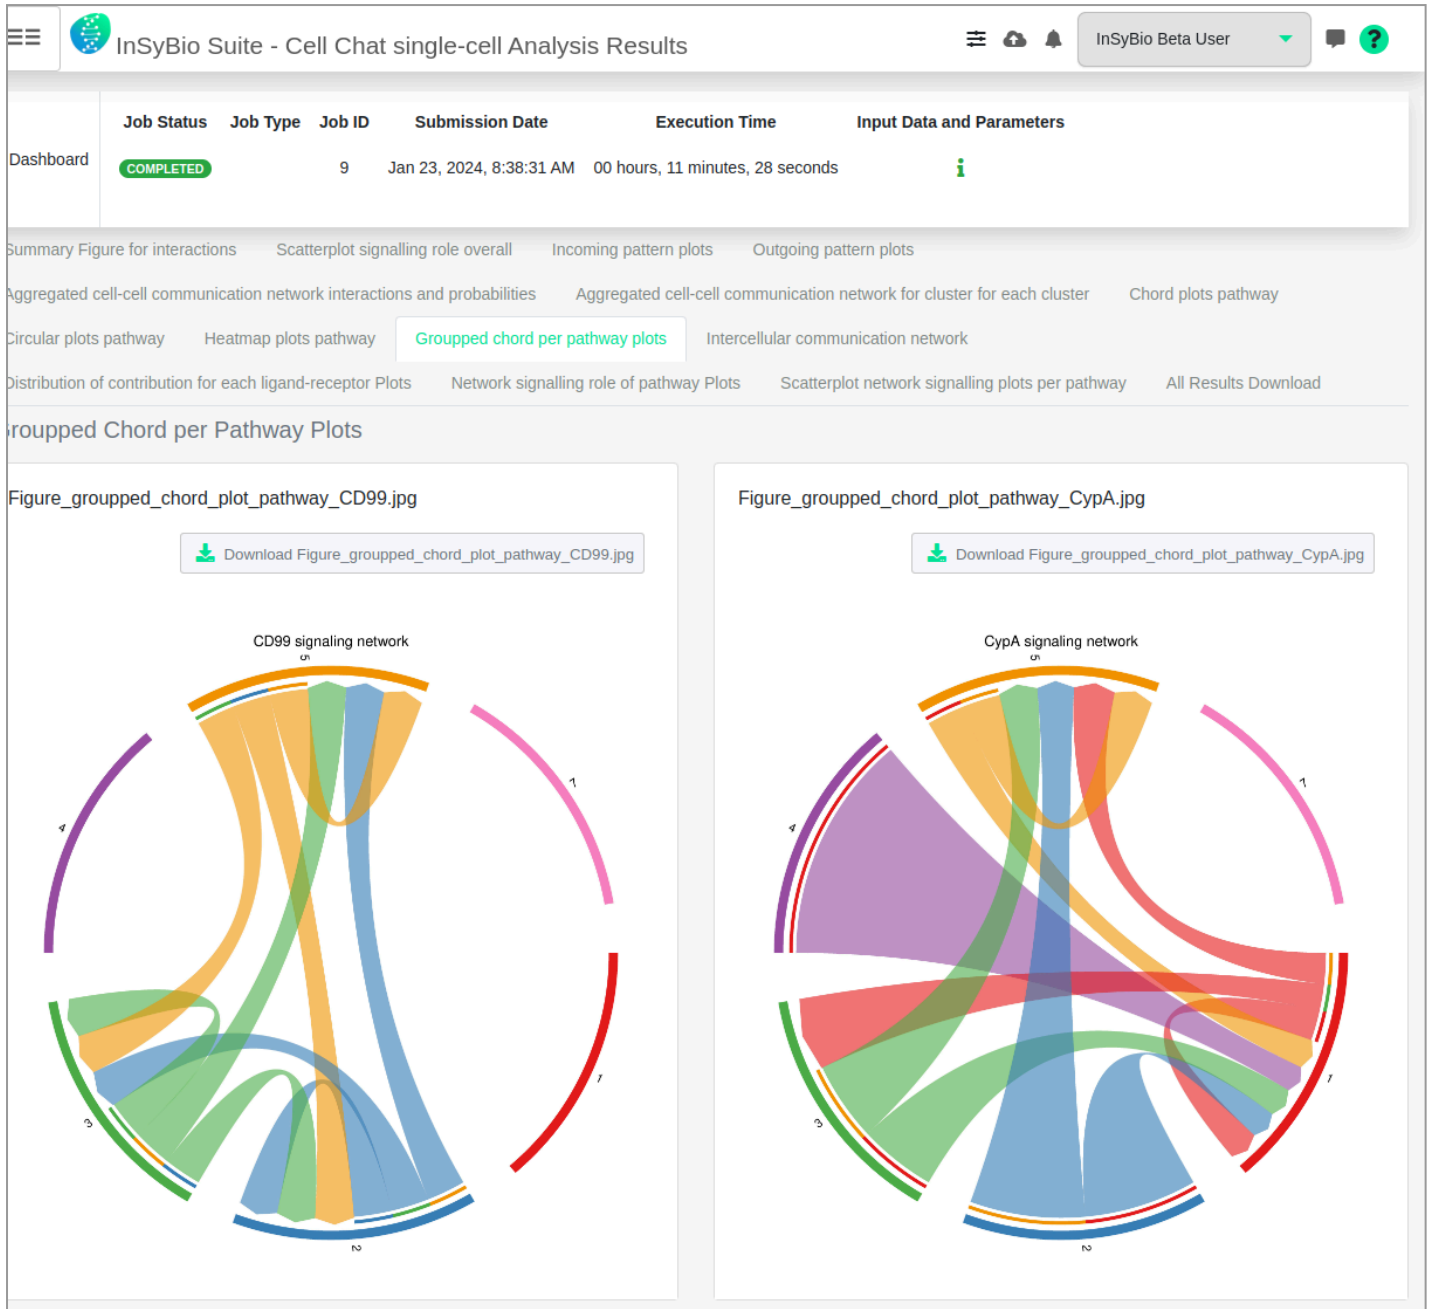 InSyBio Suite - Cell Chat single-cell Analysis Results
InSyBio Beta User
?
Job Status Job Type Job ID Submission Date Execution Time Input Data and Parameters
Dashboard
COMPLETED 9 Jan 23, 2024, 8:38:31 AM 00 hours, 11 minutes, 28 seconds i
Summary Figure for interactions Scatterplot signalling role overall Incoming pattern plots Outgoing pattern plots
Aggregated cell-cell communication network interactions and probabilities Aggregated cell-cell communication network for cluster for each cluster Chord plots pathway
Circular plots pathway Heatmap plots pathway Groupped chord per pathway plots Intercellular communication network
Distribution of contribution for each ligand-receptor Plots Network signalling role of pathway Plots Scatterplot network signalling plots per pathway All Results Download
Groupped Chord per Pathway Plots
Figure_groupped_chord_plot_pathway_CD99.jpg
Download Figure_groupped_chord_plot_pathway_CD99.jpg
CD99 signaling network
5
7
4
1
3
2
Figure_groupped_chord_plot_pathway_CypA.jpg
Download Figure_groupped_chord_plot_pathway_CypA.jpg
CypA signaling network
5
7
4
1
3
2